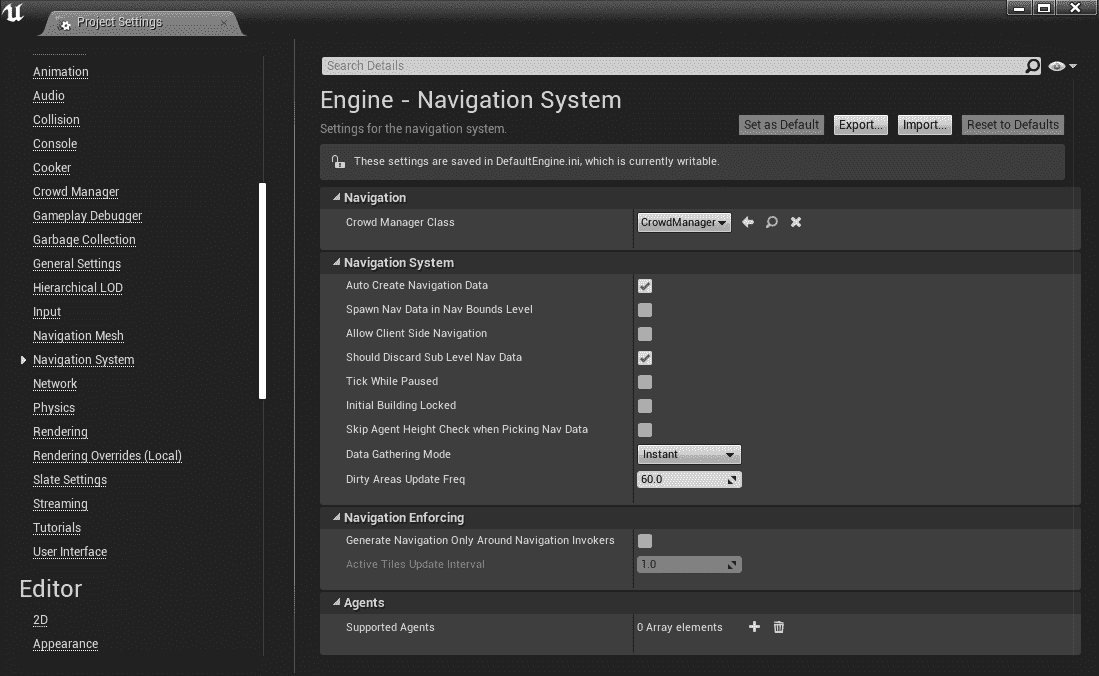 Project Settings
Animation
Audio
Collision
Console
Cooker
Crowd Manager
Gameplay Debugger
Garbage Collection
General Settings
Hierarchical LOD
Input
Navigation Mesh
Navigation System
Network
Physics
Rendering
Rendering Overrides (Local)
Slate Settings
Streaming
Tutorials
User Interface
Editor
2D
Appearance
Search Details
Engine - Navigation System
Settings for the navigation system.
Set as Default Export... Import... Reset to Defaults
These settings are saved in DefaultEngine.ini, which is currently writable.
Navigation
Crowd Manager Class CrowdManager
Navigation System
Auto Create Navigation Data
Spawn Nav Data in Nav Bounds Level
Allow Client Side Navigation
Should Discard Sub Level Nav Data
Tick While Paused
Initial Building Locked
Skip Agent Height Check when Picking Nav Data
Data Gathering Mode Instant
Dirty Areas Update Freq 60.0
Navigation Enforcing
Generate Navigation Only Around Navigation Invokers
Active Tiles Update Interval 1.0
Agents
Supported Agents 0 Array elements